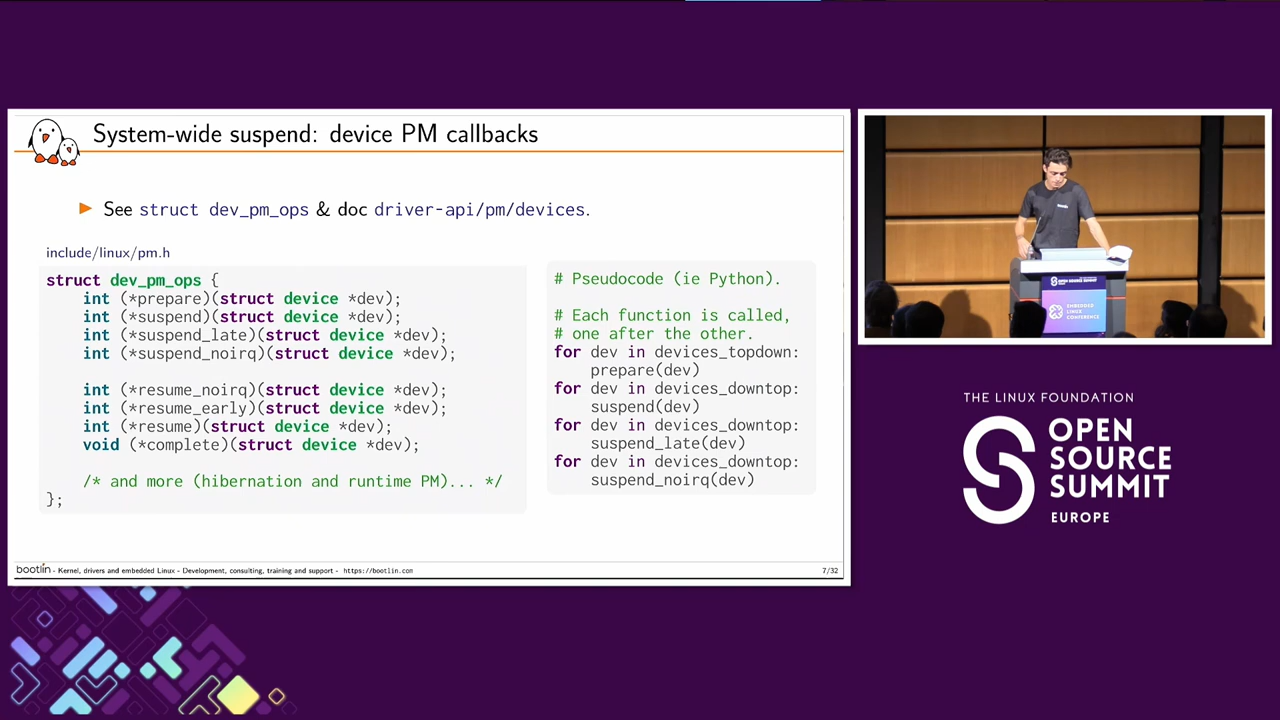 System-wide suspend: device PM callbacks
See struct dev_pm_ops & doc driver-api/pm/devices.
include/linux/pm.h
struct dev_pm_ops {
    int (*prepare)(struct device *dev);
    int (*suspend)(struct device *dev);
    int (*suspend_late)(struct device *dev);
    int (*suspend_noirq)(struct device *dev);
    int (*resume_noirq)(struct device *dev);
    int (*resume_early)(struct device *dev);
    int (*resume)(struct device *dev);
    void (*complete)(struct device *dev);
    /* and more (hibernation and runtime PM)... */
};
# Pseudocode (ie Python).
# Each function is called,
# one after the other.
for dev in devices_topdown:
    prepare(dev)
for dev in devices_downtop:
    suspend(dev)
for dev in devices_downtop:
    suspend_late(dev)
for dev in devices_downtop:
    suspend_noirq(dev)
bootlin - Kernel, drivers and embedded Linux - Development, consulting, training and support - https://bootlin.com
7/32
OPEN SOURCE SUMMIT
EMBEDDED
LINUX
CONFERENCE
THE LINUX FOUNDATION
OPEN
SOURCE
SUMMIT
EUROPE